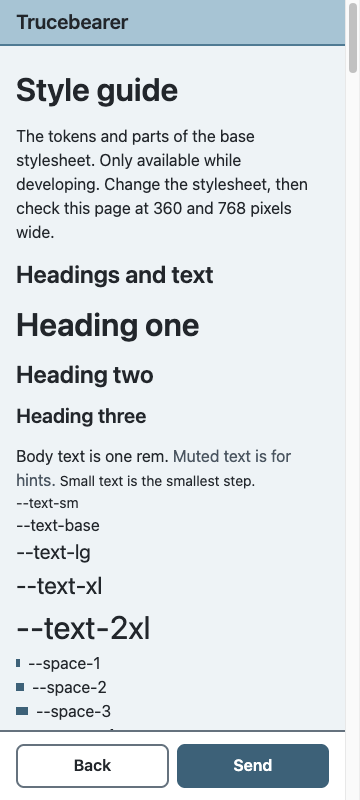 Trucebearer
Style guide
The tokens and parts of the base
stylesheet. Only available while
developing. Change the stylesheet, then
check this page at 360 and 768 pixels
wide.
Headings and text
Heading one
Heading two
Heading three
Body text is one rem. Muted text is for
hints. Small text is the smallest step.
--text-sm
--text-base
--text-lg
--text-xl
--text-2xl
--space-1
--space-2
--space-3
Back
Send